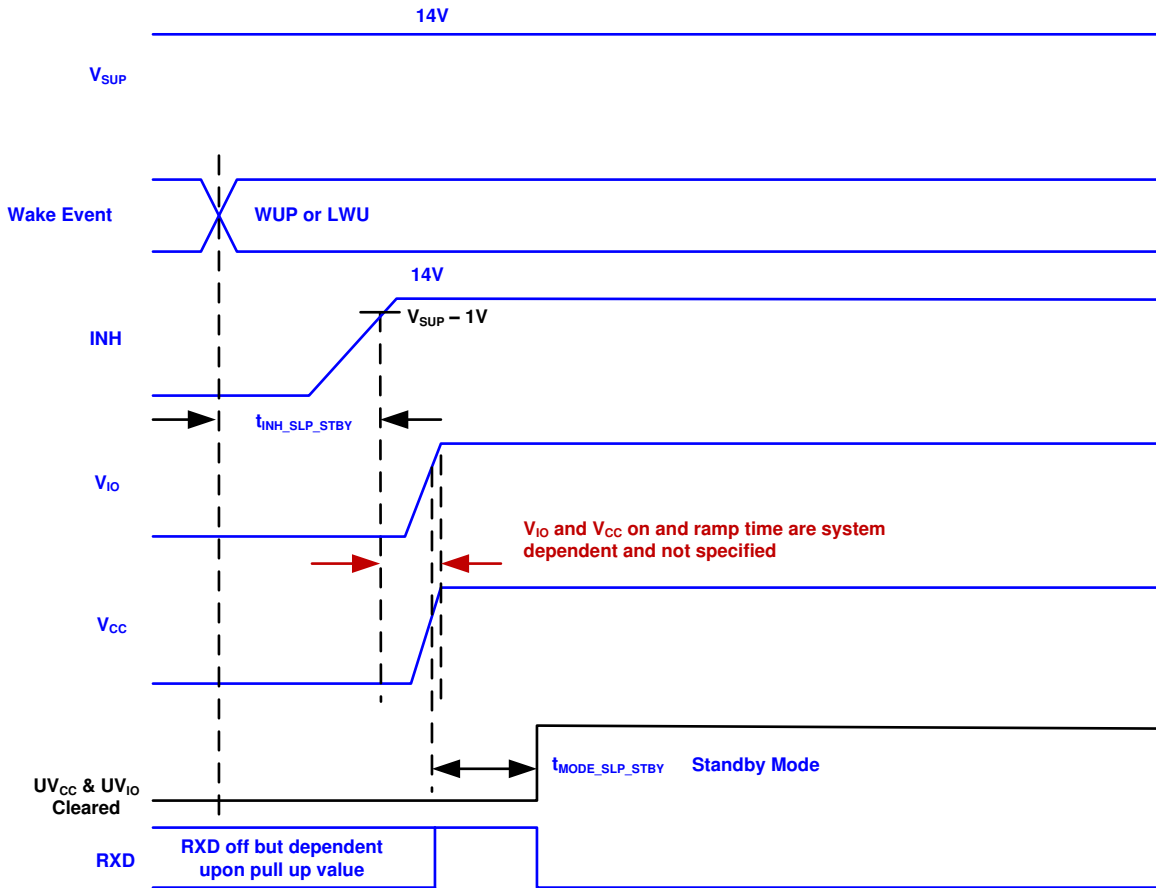 14V
VSUP
Wake Event
WUP or LWU
14V
VSUP – 1V
INH
tINH_SLP_STBY
VIO
VIO and VCC on and ramp time are system
dependent and not specified
VCC
tMODE_SLP_STBY
Standby Mode
UVCC & UVIO
Cleared
RXD
RXD off but dependent
upon pull up value